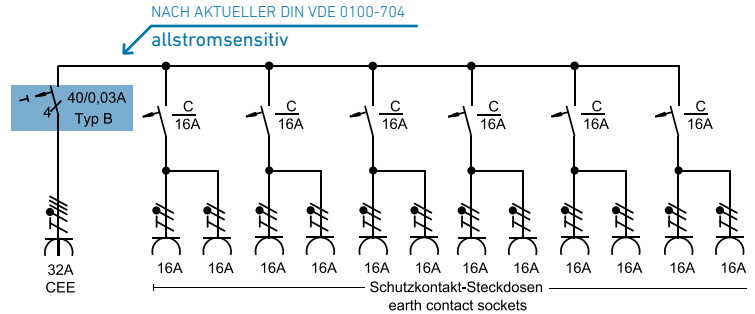 NACH AKTUELLER DIN VDE 0100-704
allstromsensitiv
40/0,03A
4
Typ B
C C C C C C
16A 16A 16A 16A 16A 16A
32A 16A 16A 16A 16A 16A 16A 16A 16A 16A 16A 16A 16A
CEE
Schutzkontakt-Steckdosen
earth contact sockets